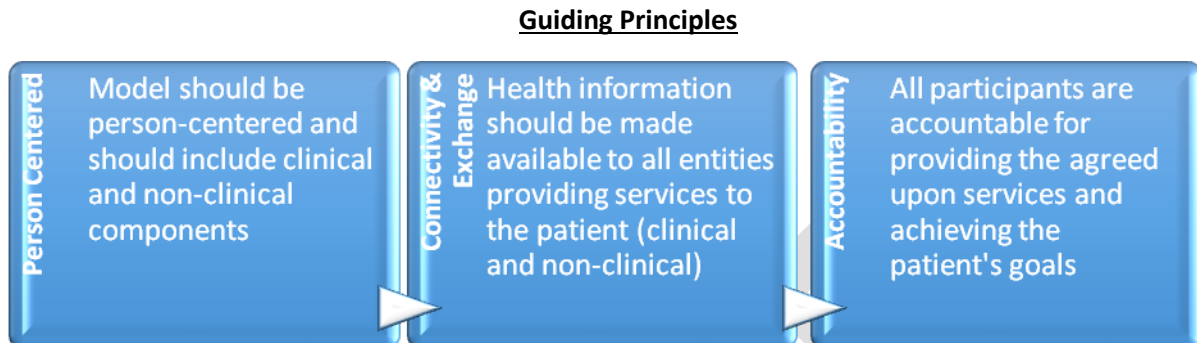 Guiding Principles
Person Centered
Model should be
person-centered and
should include clinical
and non-clinical
components
Connectivity &
Exchange
Health information
should be made
available to all entities
providing services to
the patient (clinical
and non-clinical)
Accountability
All participants are
accountable for
providing the agreed
upon services and
achieving the
patient's goals